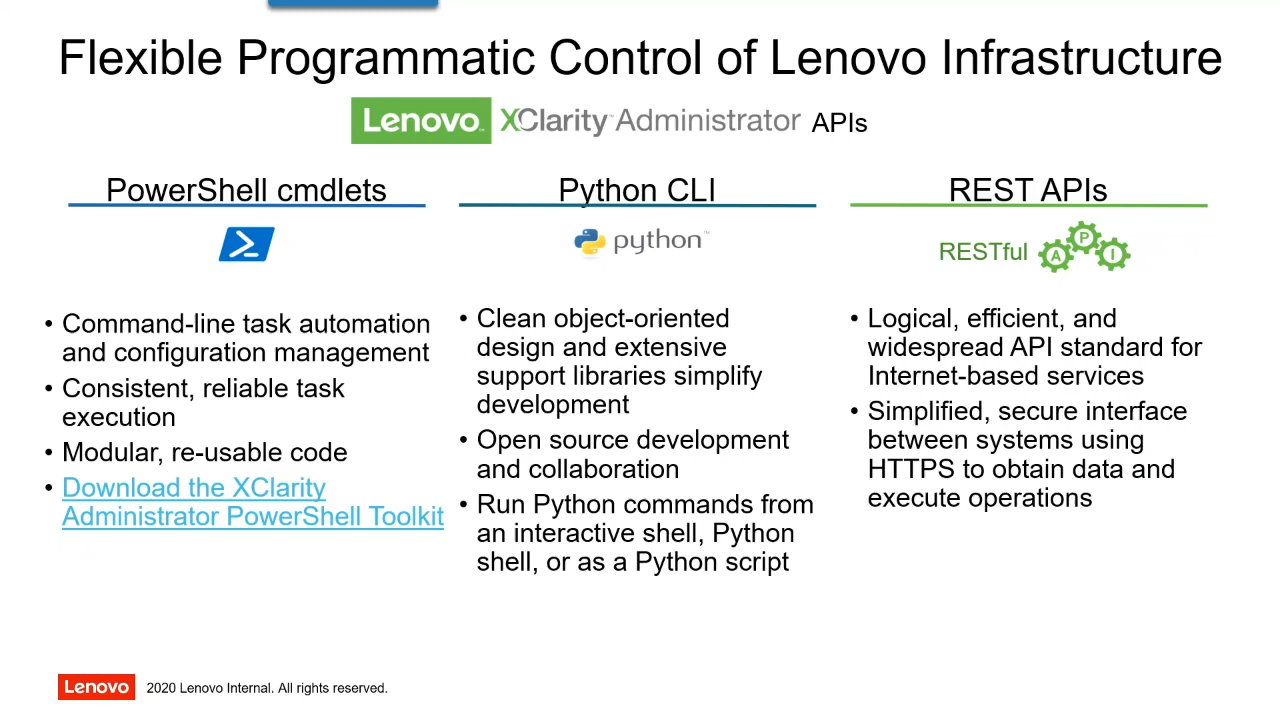 Flexible Programmatic Control of Lenovo Infrastructure
Lenovo™ XClarity™ Administrator APIs
PowerShell cmdlets
• Command-line task automation
and configuration management
• Consistent, reliable task
execution
• Modular, re-usable code
• Download the XClarity
Administrator PowerShell Toolkit
Python CLI
python™
• Clean object-oriented
design and extensive
support libraries simplify
development
• Open source development
and collaboration
• Run Python commands from
an interactive shell, Python
shell, or as a Python script
REST APIs
RESTful API
• Logical, efficient, and
widespread API standard for
Internet-based services
• Simplified, secure interface
between systems using
HTTPS to obtain data and
execute operations
Lenovo 2020 Lenovo Internal. All rights reserved.